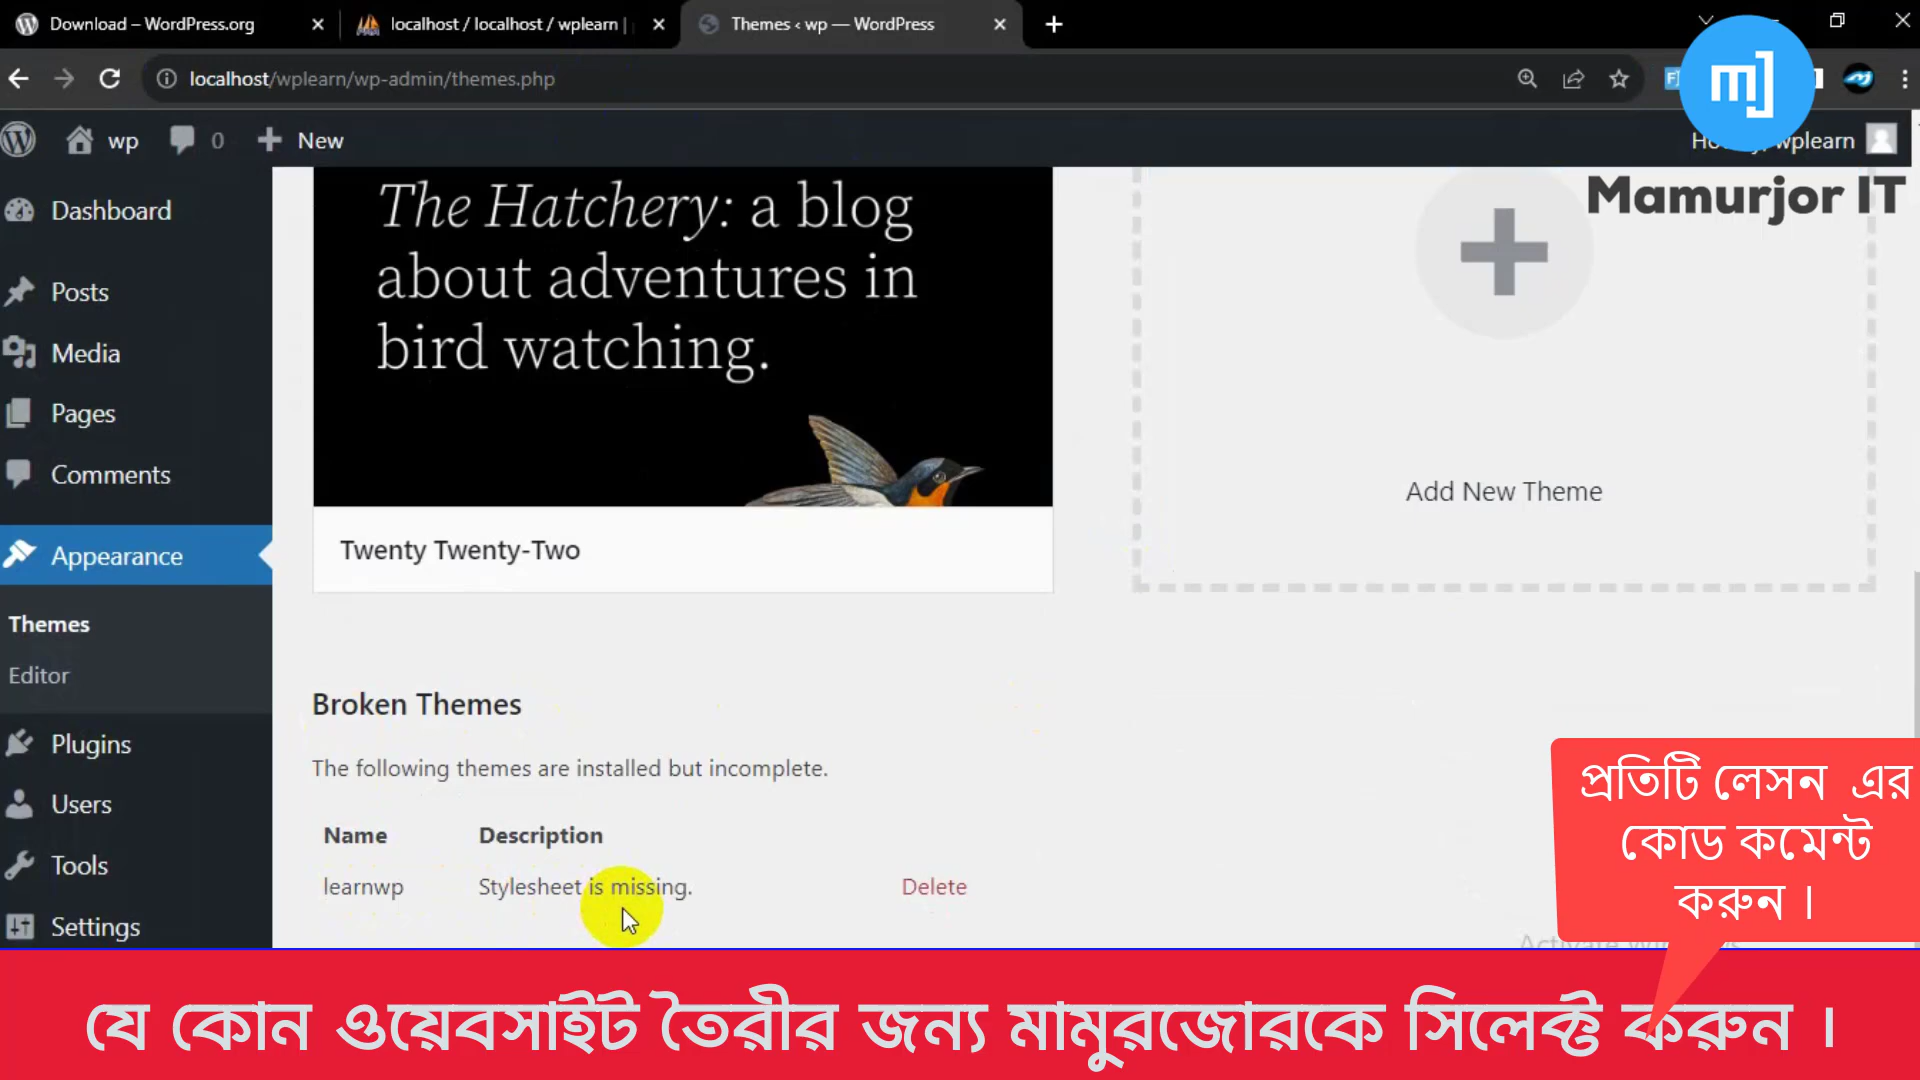 Download – WordPress.org
localhost / localhost / wplearn |
Themes ‹ wp — WordPress
localhost/wplearn/wp-admin/themes.php
m]
wp
0
New
wplearn
Mamurjor IT
Dashboard
Posts
Media
Pages
Comments
Appearance
Themes
Editor
Plugins
Users
Tools
Settings
The Hatchery: a blog
about adventures in
bird watching.
Twenty Twenty-Two
Add New Theme
Broken Themes
The following themes are installed but incomplete.
Name Description
learnwp Stylesheet is missing. Delete
প্রতিটি লেসন এর
কোড কমেন্ট
করুন ।
যে কোন ওয়েবসাইট তৈরীর জন্য মামুরজোরকে সিলেক্ট করুন ।